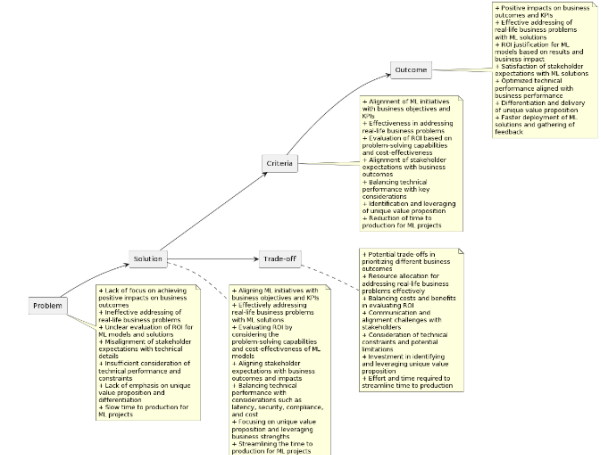 + Positive impacts on business
outcomes and KPIs
+ Effective addressing of
real-life business problems
with ML solutions
+ ROI justification for ML
models based on results and
business impact
+ Satisfaction of stakeholder
expectations with ML solutions
+ Optimized technical
performance aligned with
business performance
+ Differentiation and delivery
of unique value proposition
+ Faster deployment of ML
solutions and gathering of
feedback
Outcome
+ Alignment of ML initiatives
with business objectives and
KPIs
+ Effectiveness in addressing
real-life business problems
+ Evaluation of ROI based on
problem-solving capabilities
and cost-effectiveness
+ Alignment of stakeholder
expectations with business
outcomes
+ Balancing technical
performance with key
considerations
+ Identification and leveraging
of unique value proposition
+ Reduction of time to
production for ML projects
Criteria
Solution
Trade-off
+ Potential trade-offs in
prioritizing different business
outcomes
+ Resource allocation for
addressing real-life business
problems effectively
+ Balancing costs and benefits
in evaluating ROI
+ Communication and
alignment challenges with
stakeholders
+ Consideration of technical
constraints and potential
limitations
+ Investment in identifying
and leveraging unique value
proposition
+ Effort and time required to
streamline time to production
Problem
+ Lack of focus on achieving
positive impacts on business
outcomes
+ Ineffective addressing of
real-life business problems
+ Unclear evaluation of ROI for
ML models and solutions
+ Misalignment of stakeholder
expectations with technical
details
+ Insufficient consideration of
technical performance and
constraints
+ Lack of emphasis on unique
value proposition and
differentiation
+ Slow time to production for
ML projects
+ Aligning ML initiatives with
business objectives and KPIs
+ Effectively addressing
real-life business problems
with ML solutions
+ Evaluating ROI by
considering the
problem-solving capabilities
and cost-effectiveness of ML
models
+ Aligning stakeholder
expectations with business
outcomes and impacts
+ Balancing technical
performance with
considerations such as
latency, security, compliance,
and cost
+ Focusing on unique value
proposition and leveraging
business strengths
+ Streamlining the time to
production for ML projects